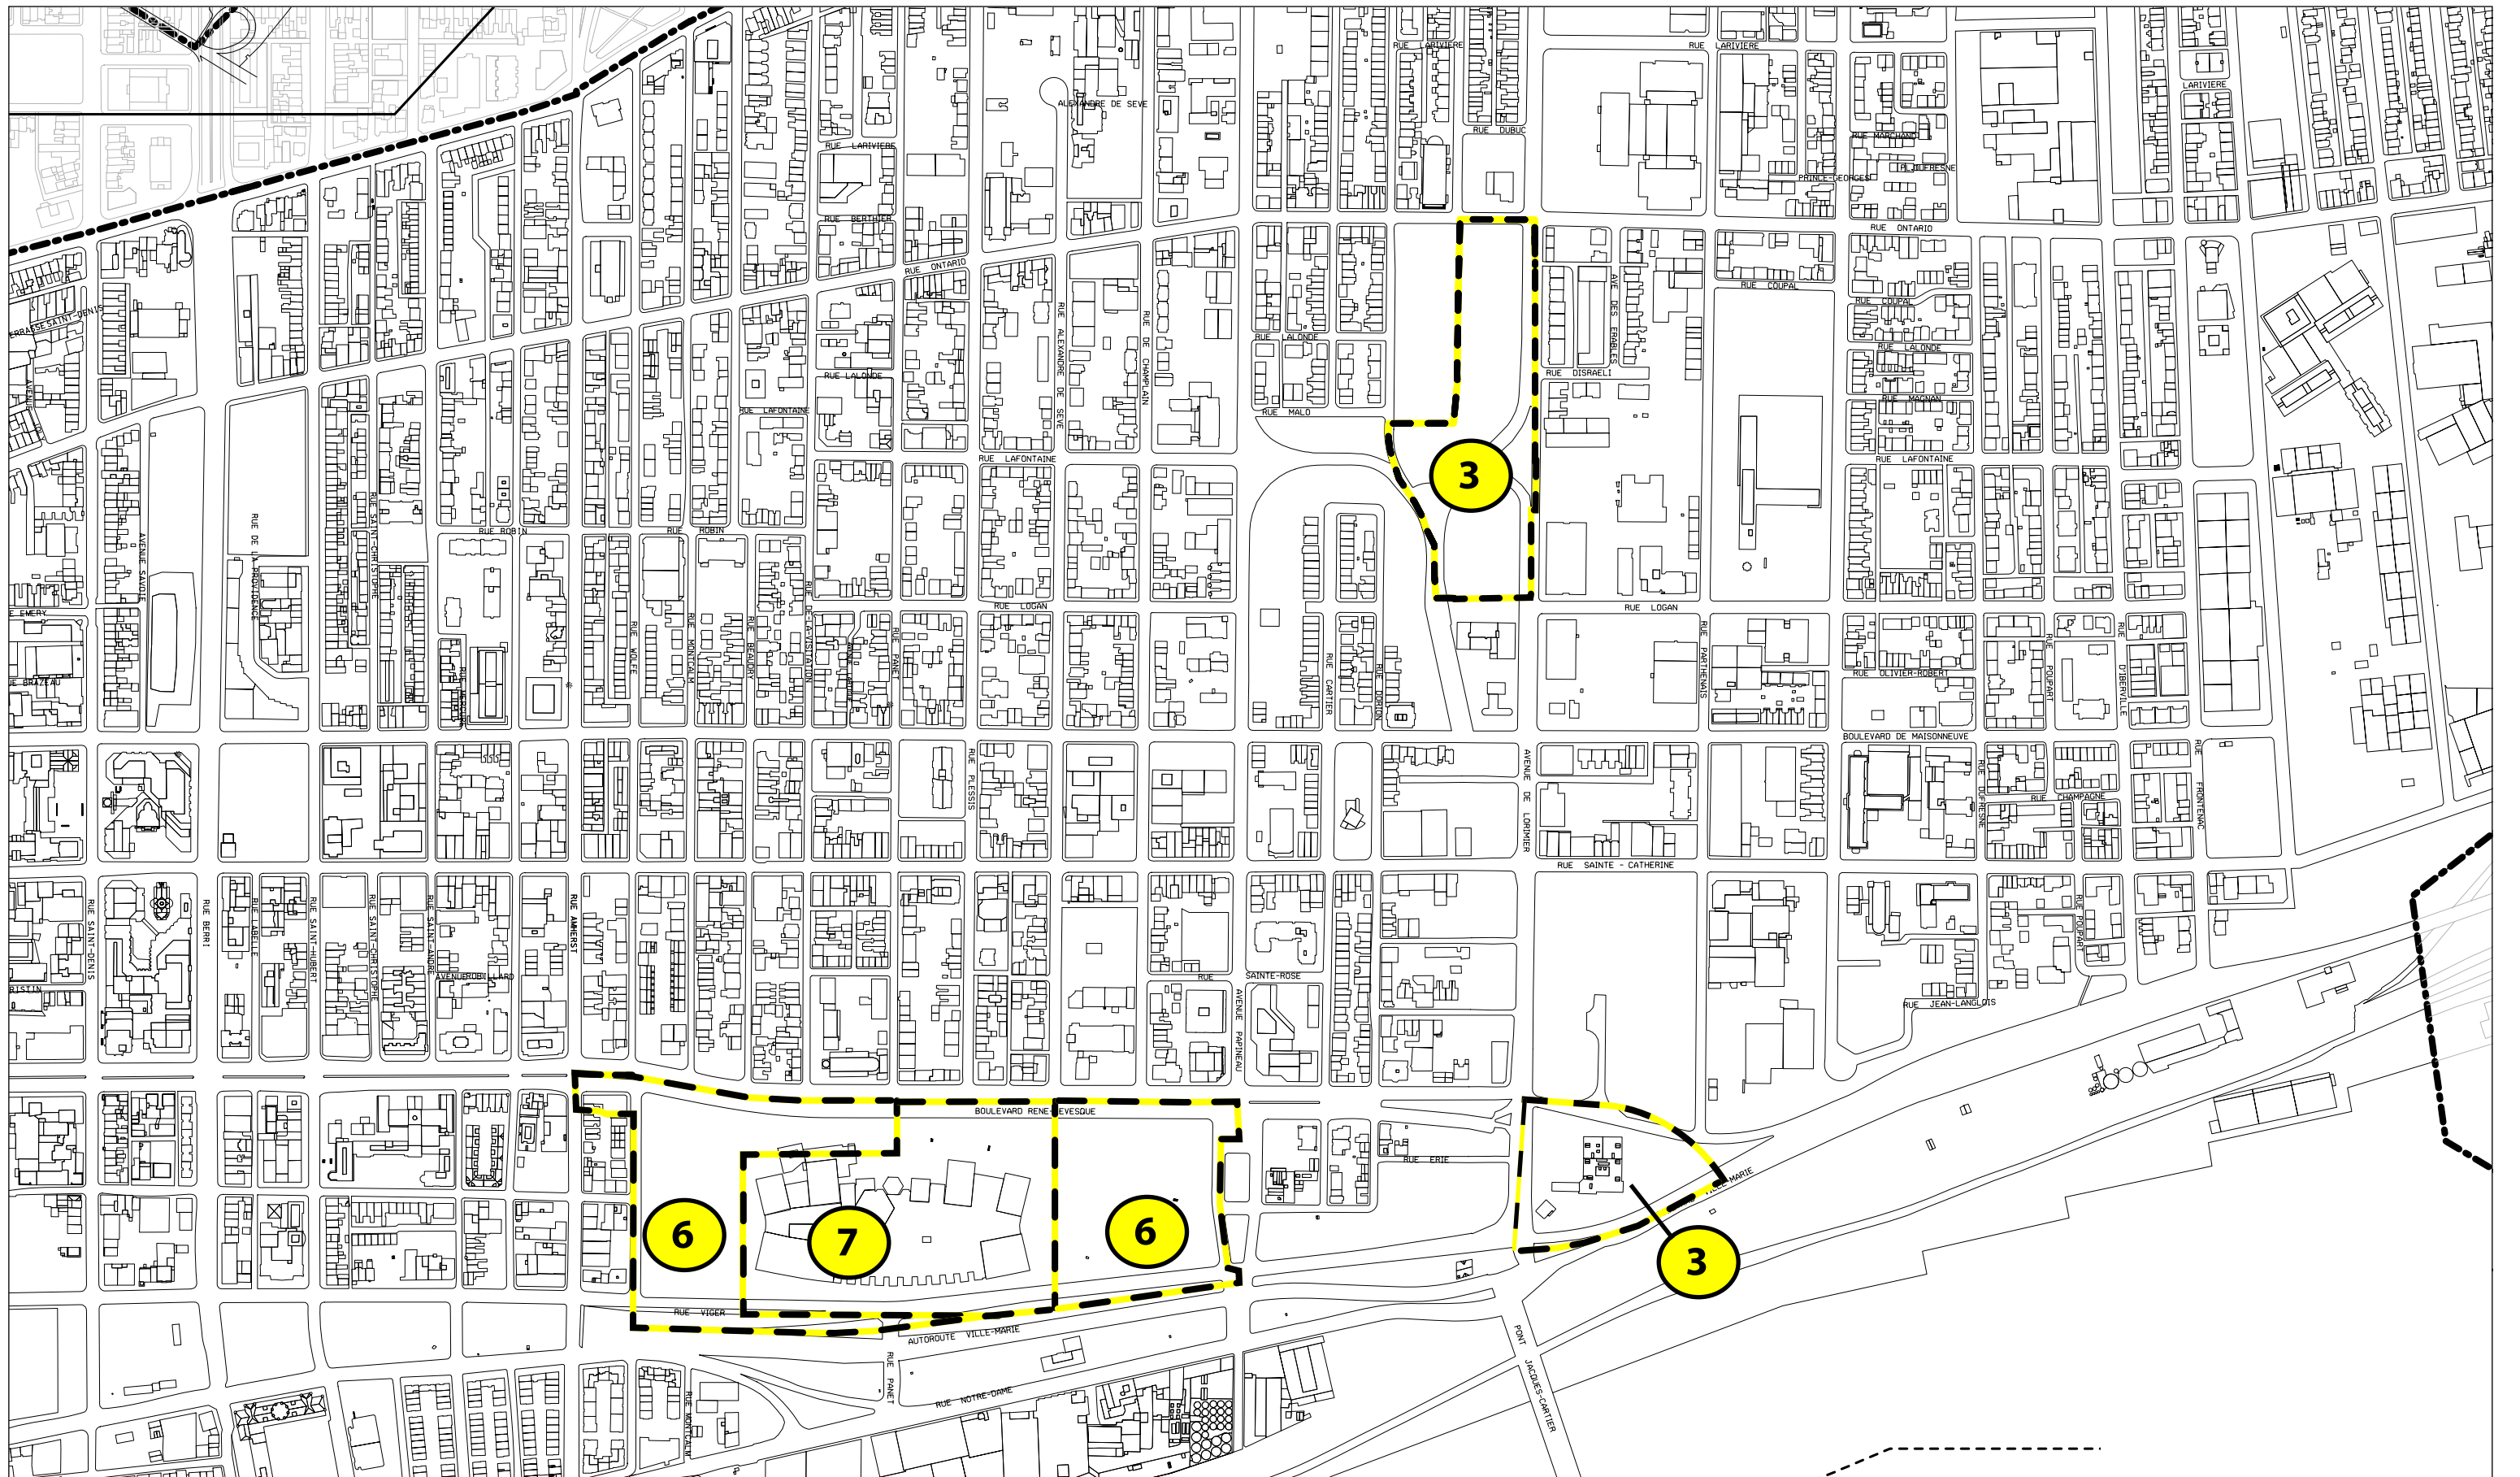 RUE LARIVIERE
RUE LARIVIERE
LARIVIERE
ALEXANDRE DE SEVE
RUE DUBUC
RUE MARCHAND
RUE LARIVIERE
PRINCE-GEORGES
RUE BERTHIER
RUE ONTARIO
RUE ONTARIO
RUE COUPAL
RUE COUPAL
AVE DES ERABLES
RUE ALEXANDRE DE SEVE
RUE DE CHAMPLAIN
RUE LALONDE
RUE LALONDE
RUE LALONDE
RUE DISRAELI
RUE MAGNAN
RUE LAFONTAINE
RUE MALO
AVENUE
RUE LAFONTAINE
RUE LAFONTAINE
3
RUE ROBIN
RUE ROBIN
RUE SAINT-CHRISTOPHE
RUE DE LA PROVIDENCE
AVENUE SAVOIE
E EMERY
RUE LOGAN
RUE LOGAN
RUE WOLFE
RUE MONTCALM
RUE BEAUDRY
RUE DE-LA-VISITATION
RUE PANET
RUE CARTIER
RUE DORION
RUE PARTHENAIS
RUE OLIVIER-ROBERT
RUE POUPART
RUE D'IBERVILLE
UE BRAZEAU
BOULEVARD DE MAISONNEUVE
RUE PLESSIS
AVENUE DE LORIMIER
RUE DUFRESNE
RUE CHAMPAGNE
RUE FRONTENAC
RUE SAINTE - CATHERINE
RUE SAINT-DENIS
RUE BERRI
RUE LABELLE
RUE SAINT-HUBERT
RUE SAINT-CHRISTOPHE
RUE SAINT-ANDRE
RUE AMHERST
RUE POUPART
AVENUE ROBILLARD
RUE SAINTE-ROSE
RISTIN
AVENUE PAPINEAU
RUE JEAN-LANGLOIS
BOULEVARD RENE-LEVESQUE
RUE ERIE
VILLE-MARIE
6
7
6
3
RUE VIGER
AUTOROUTE VILLE-MARIE
RUE PANET
PONT JACQUES-CARTIER
RUE NOTRE-DAME
RUE MONTCALM